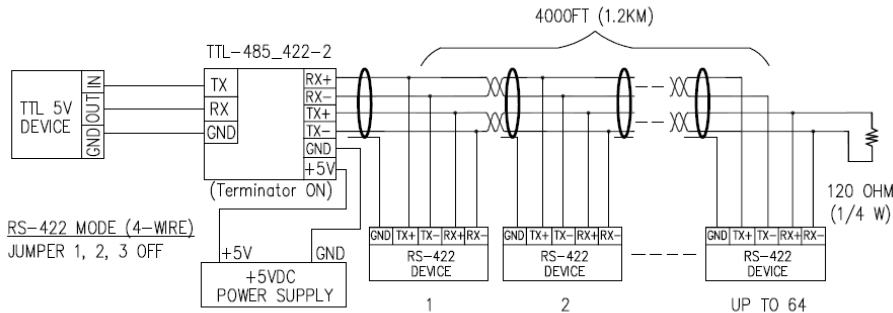 4000FT (1.2KM)
TTL-485_422-2
TTL 5V
DEVICE
IN
OUT
GND
TX
RX
GND
RX+
RX-
TX+
TX-
GND
+5V
(Terminator ON)
120 OHM
(1/4 W)
RS-422 MODE (4-WIRE)
JUMPER 1, 2, 3 OFF
+5V
GND
+5VDC
POWER SUPPLY
GND TX+ TX- RX+ RX-
RS-422
DEVICE
1
GND TX+ TX- RX+ RX-
RS-422
DEVICE
2
GND TX+ TX- RX+ RX-
RS-422
DEVICE
UP TO 64